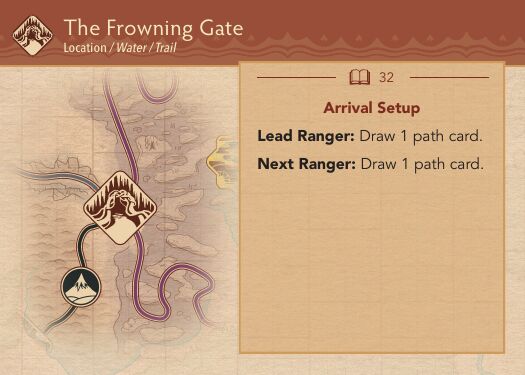 The Frowning Gate
Location / Water / Trail
32
Arrival Setup
Lead Ranger: Draw 1 path card.
Next Ranger: Draw 1 path card.